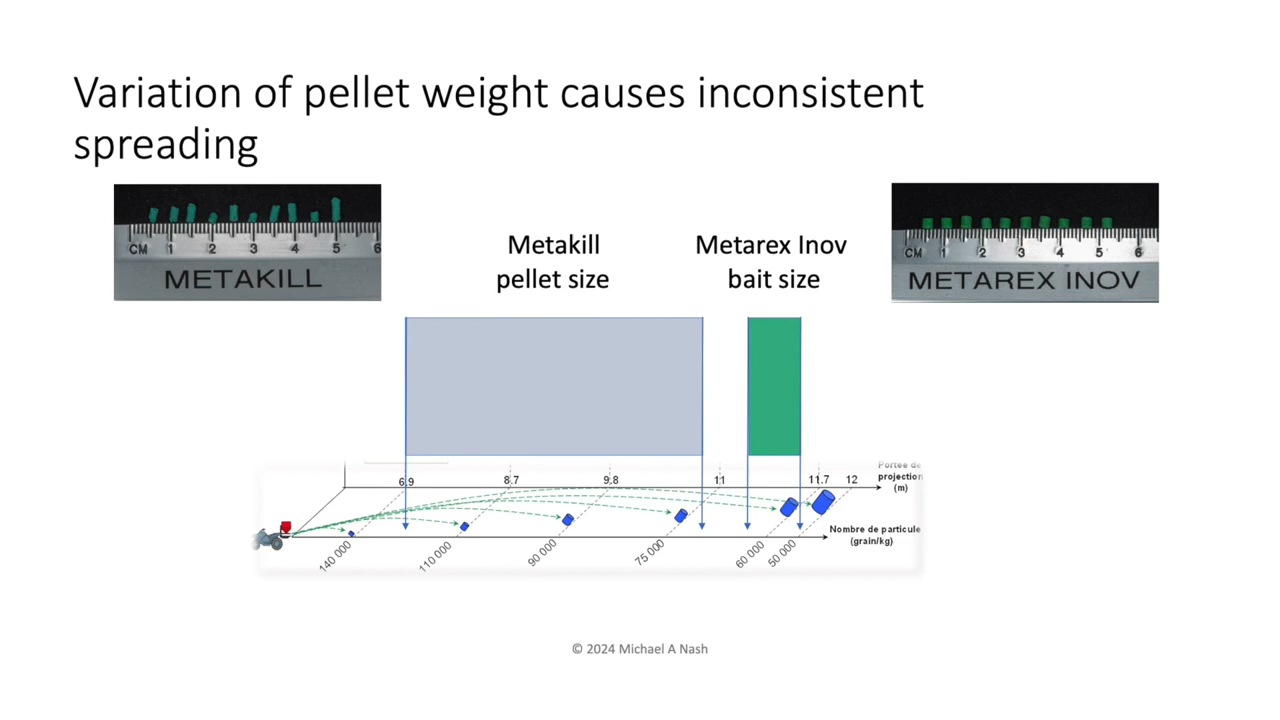 Variation of pellet weight causes inconsistent
spreading
CM 1 2 3 4 5 6
METAKILL
Metakill
pellet size
Metarex Inov
bait size
CM 1 2 3 4 5 6
METAREX INOV
6.9 8.7 9.8 11 11.7 12
Portée de
projection
(m)
Nombre de particule
(grain/kg)
140 000 110 000 90 000 75 000 60 000 50 000
© 2024 Michael A Nash